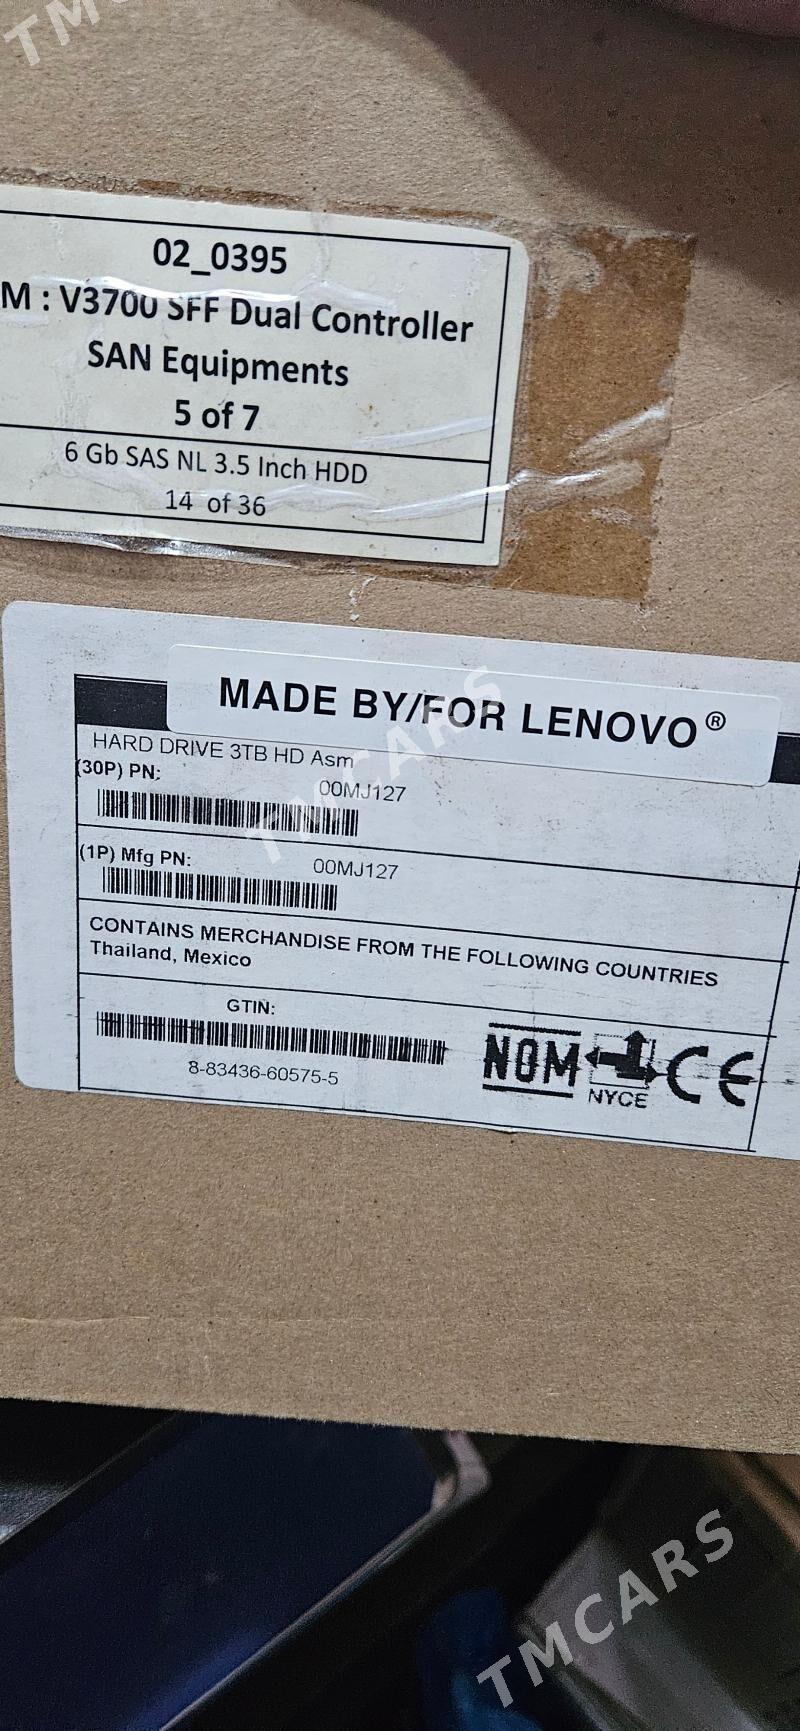 TM
02_0395
M : V3700 SFF Dual Controller
SAN Equipments
5 of 7
6 Gb SAS NL 3.5 Inch HDD
14 of 36
MADE BY/FOR LENOVO®
HARD DRIVE 3TB HD Asm
(30P) PN:
00MJ127
TMCARS
(1P) Mfg PN:
00MJ127
CONTAINS MERCHANDISE FROM THE FOLLOWING COUNTRIES
Thailand, Mexico
GTIN:
8-83436-60575-5
NOM
NYCE
CE
TMCARS